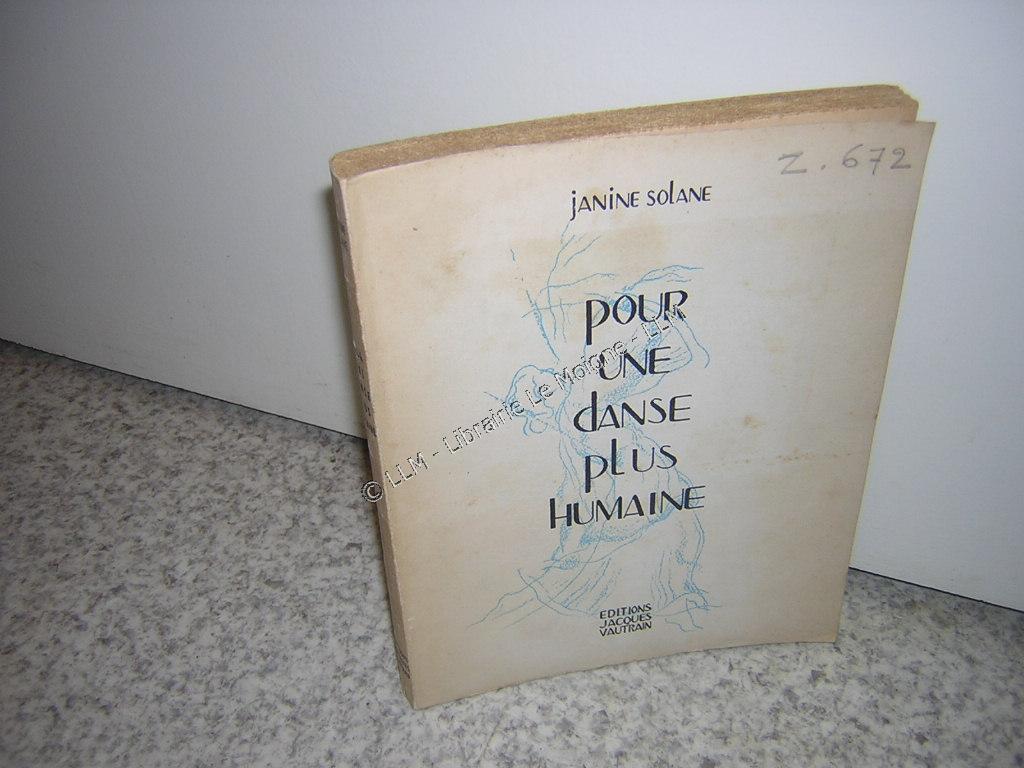 Z.672
janine solane
pour
une
danse
plus
humaine
© LLM - Librairie Le Moigne - LLM
EDITIONS
JACQUES
VAUTRAIN